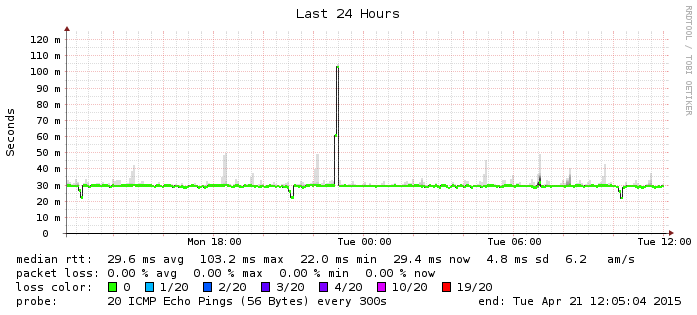 Last 24 Hours
RRDTOOL / TOBI OETIKER
Seconds
120 m
110 m
100 m
90 m
80 m
70 m
60 m
50 m
40 m
30 m
20 m
10 m
0
Mon 18:00 Tue 00:00 Tue 06:00 Tue 12:00
median rtt: 29.6 ms avg 103.2 ms max 22.0 ms min 29.4 ms now 4.8 ms sd 6.2 am/s
packet loss: 0.00 % avg 0.00 % max 0.00 % min 0.00 % now
loss color: 0 1/20 2/20 3/20 4/20 10/20 19/20
probe: 20 ICMP Echo Pings (56 Bytes) every 300s end: Tue Apr 21 12:05:04 2015